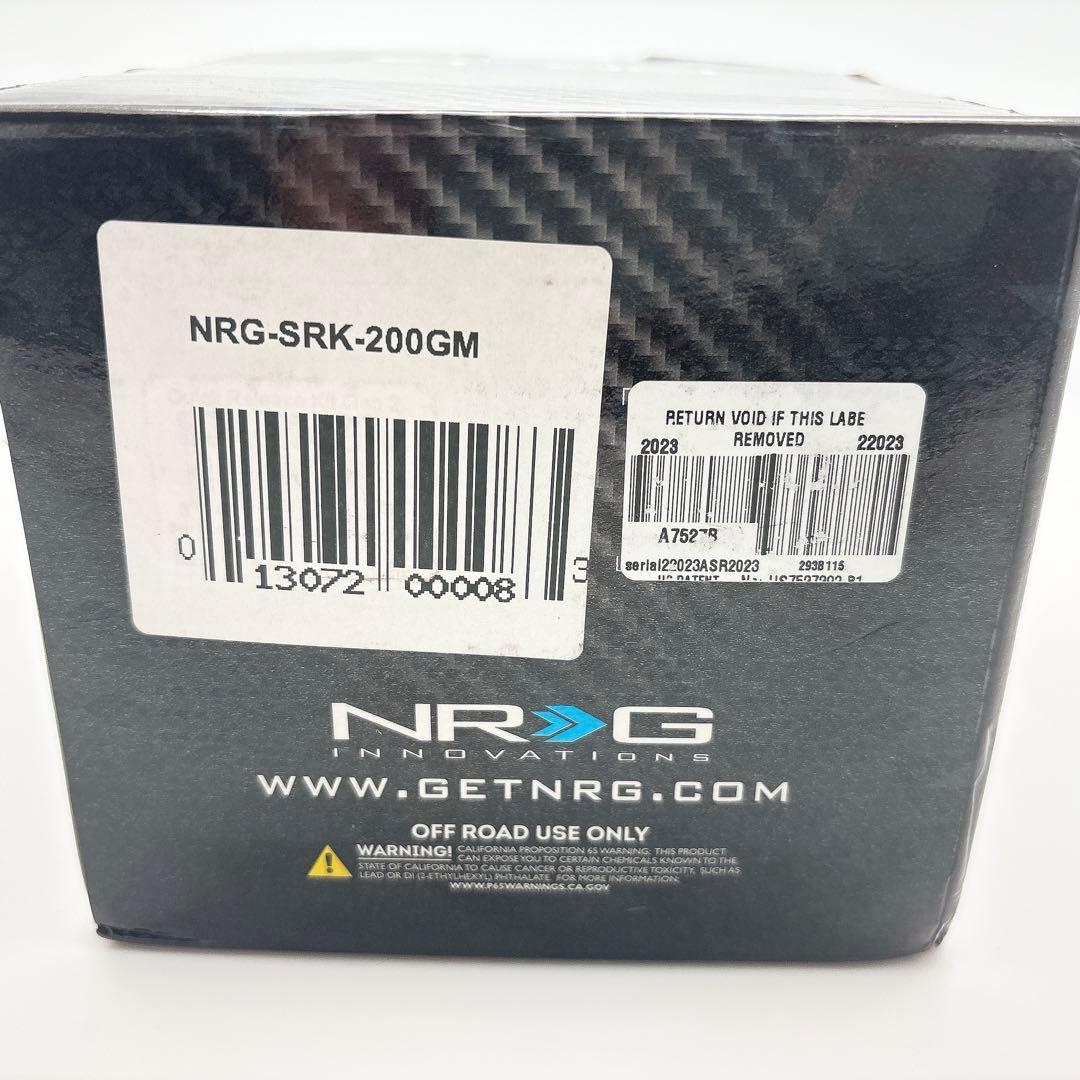 NRG-SRK-200GM
0 13072 00008 3
RETURN VOID IF THIS LABE
REMOVED
2023 22023
serial22023ASR2023 293B115
NRG
INNOVATIONS
WWW.GETNRG.COM
OFF ROAD USE ONLY
WARNING! CALIFORNIA PROPOSITION 65 WARNING: THIS PRODUCT
CAN EXPOSE YOU TO CERTAIN CHEMICALS KNOWN TO THE
STATE OF CALIFORNIA TO CAUSE CANCER OR REPRODUCTIVE TOXICITY, SUCH AS
LEAD OR DI (2-ETHYLHEXYL) PHTHALATE. FOR MORE INFORMATION:
WWW.P65WARNINGS.CA.GOV